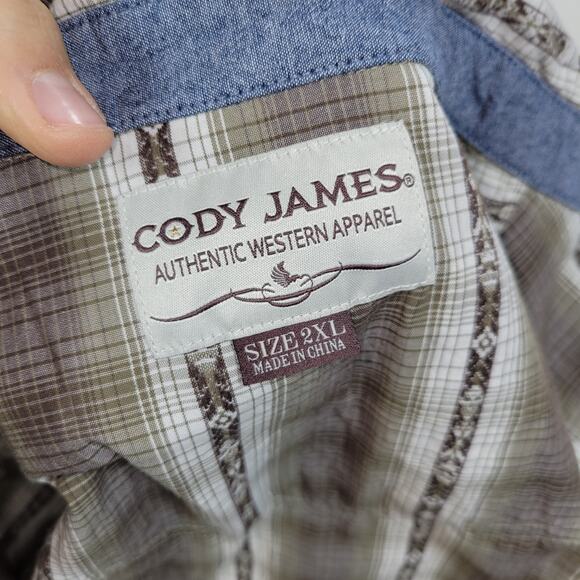 CODY JAMES®
AUTHENTIC WESTERN APPAREL
SIZE 2XL
MADE IN CHINA